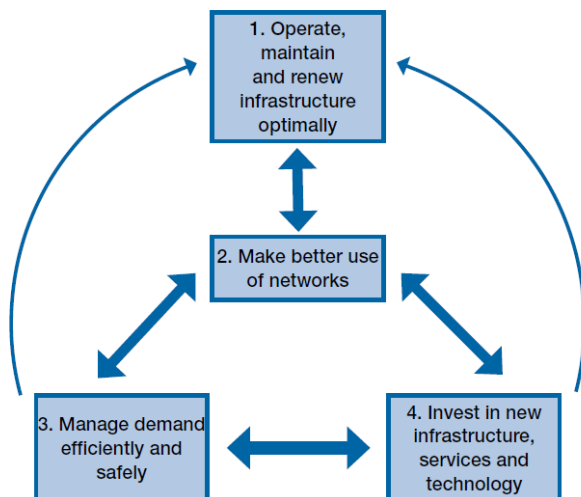 1. Operate,
maintain
and renew
infrastructure
optimally
2. Make better use
of networks
3. Manage demand
efficiently and
safely
4. Invest in new
infrastructure,
services and
technology